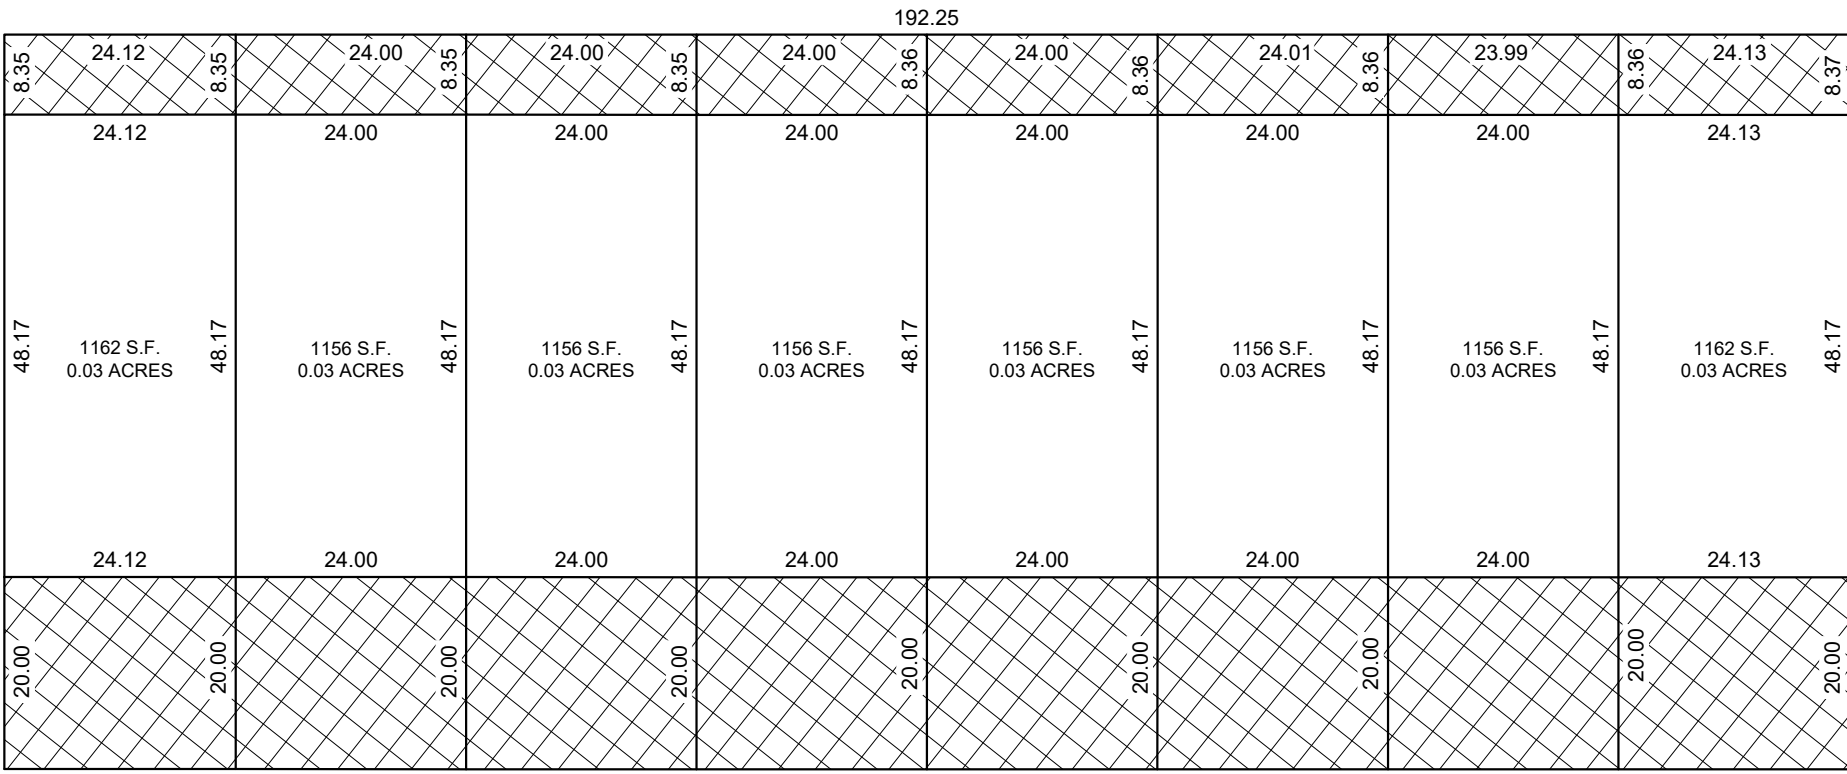 192.25
24.12 24.00 24.00 24.00 24.00 24.01 23.99 24.13
8.35 8.35 8.35 8.35 8.36 8.36 8.36 8.36 8.37
24.12 24.00 24.00 24.00 24.00 24.00 24.00 24.13
48.17 48.17 48.17 48.17 48.17 48.17 48.17 48.17 48.17
1162 S.F. 1156 S.F. 1156 S.F. 1156 S.F. 1156 S.F. 1156 S.F. 1156 S.F. 1162 S.F.
0.03 ACRES 0.03 ACRES 0.03 ACRES 0.03 ACRES 0.03 ACRES 0.03 ACRES 0.03 ACRES 0.03 ACRES
24.12 24.00 24.00 24.00 24.00 24.00 24.00 24.13
20.00 20.00 20.00 20.00 20.00 20.00 20.00 20.00 20.00